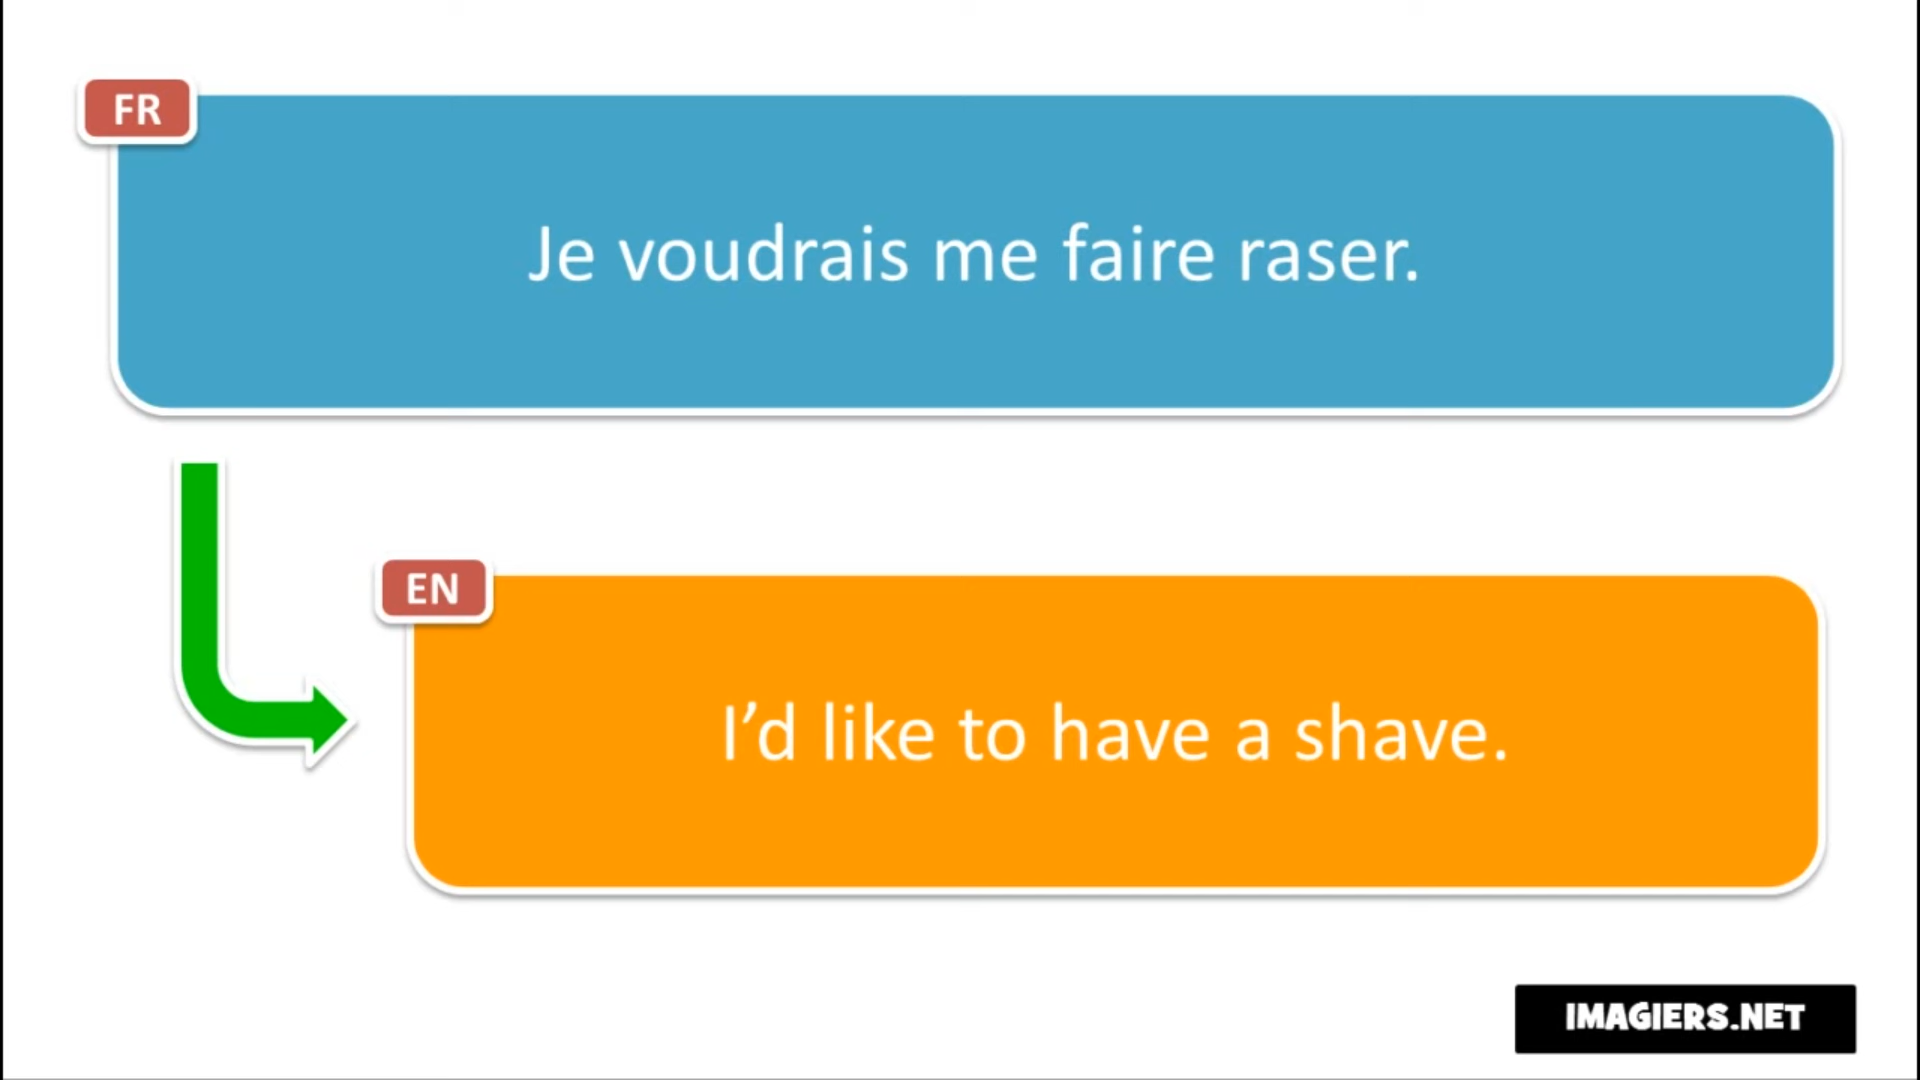 FR
Je voudrais me faire raser.
EN
I’d like to have a shave.
IMAGIERS.NET